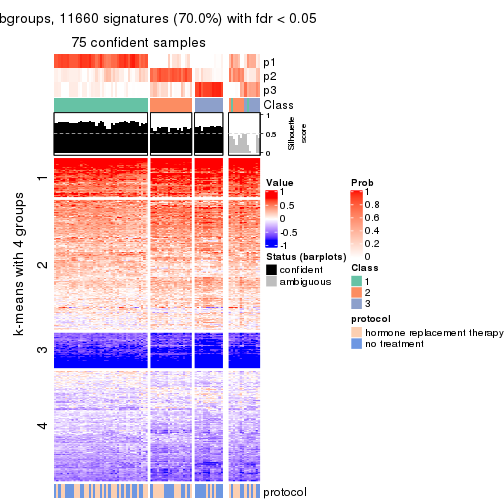 bgroups, 11660 signatures (70.0%) with fdr < 0.05
75 confident samples
p1
p2
p3
Class
1
0.5
0
Silhouette
score
k-means with 4 groups
1
2
3
4
protocol
Value
1
0.5
0
-0.5
-1
Status (barplots)
confident
ambiguous
Prob
1
0.8
0.6
0.4
0.2
0
Class
1
2
3
protocol
hormone replacement therapy
no treatment